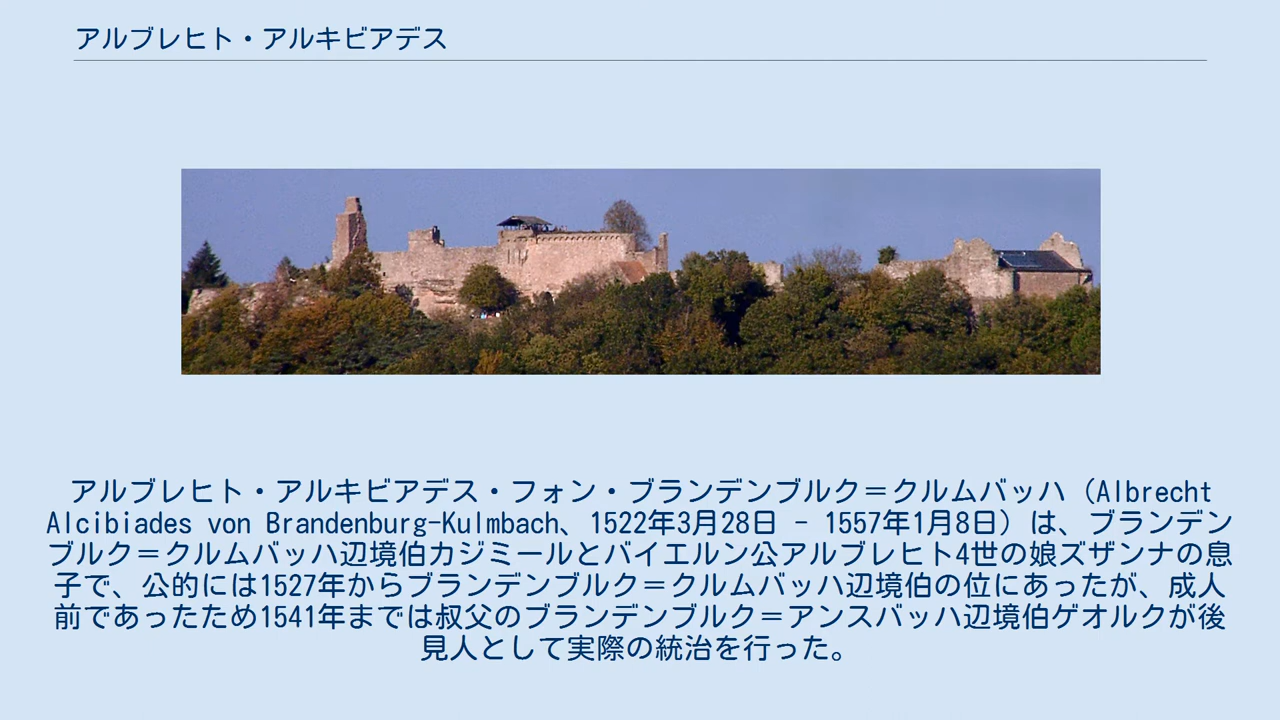 アルブレヒト・アルキビアデス
アルブレヒト・アルキビアデス・フォン・ブランデンブルク＝クルムバッハ（Albrecht
Alcibiades von Brandenburg-Kulmbach、1522年3月28日 - 1557年1月8日）は、ブランデン
ブルク＝クルムバッハ辺境伯カジミールとバイエルン公アルブレヒト4世の娘ズザンナの息
子で、公的には1527年からブランデンブルク＝クルムバッハ辺境伯の位にあったが、成人
前であったため1541年までは叔父のブランデンブルク＝アンスバッハ辺境伯ゲオルクが後
見人として実際の統治を行った。